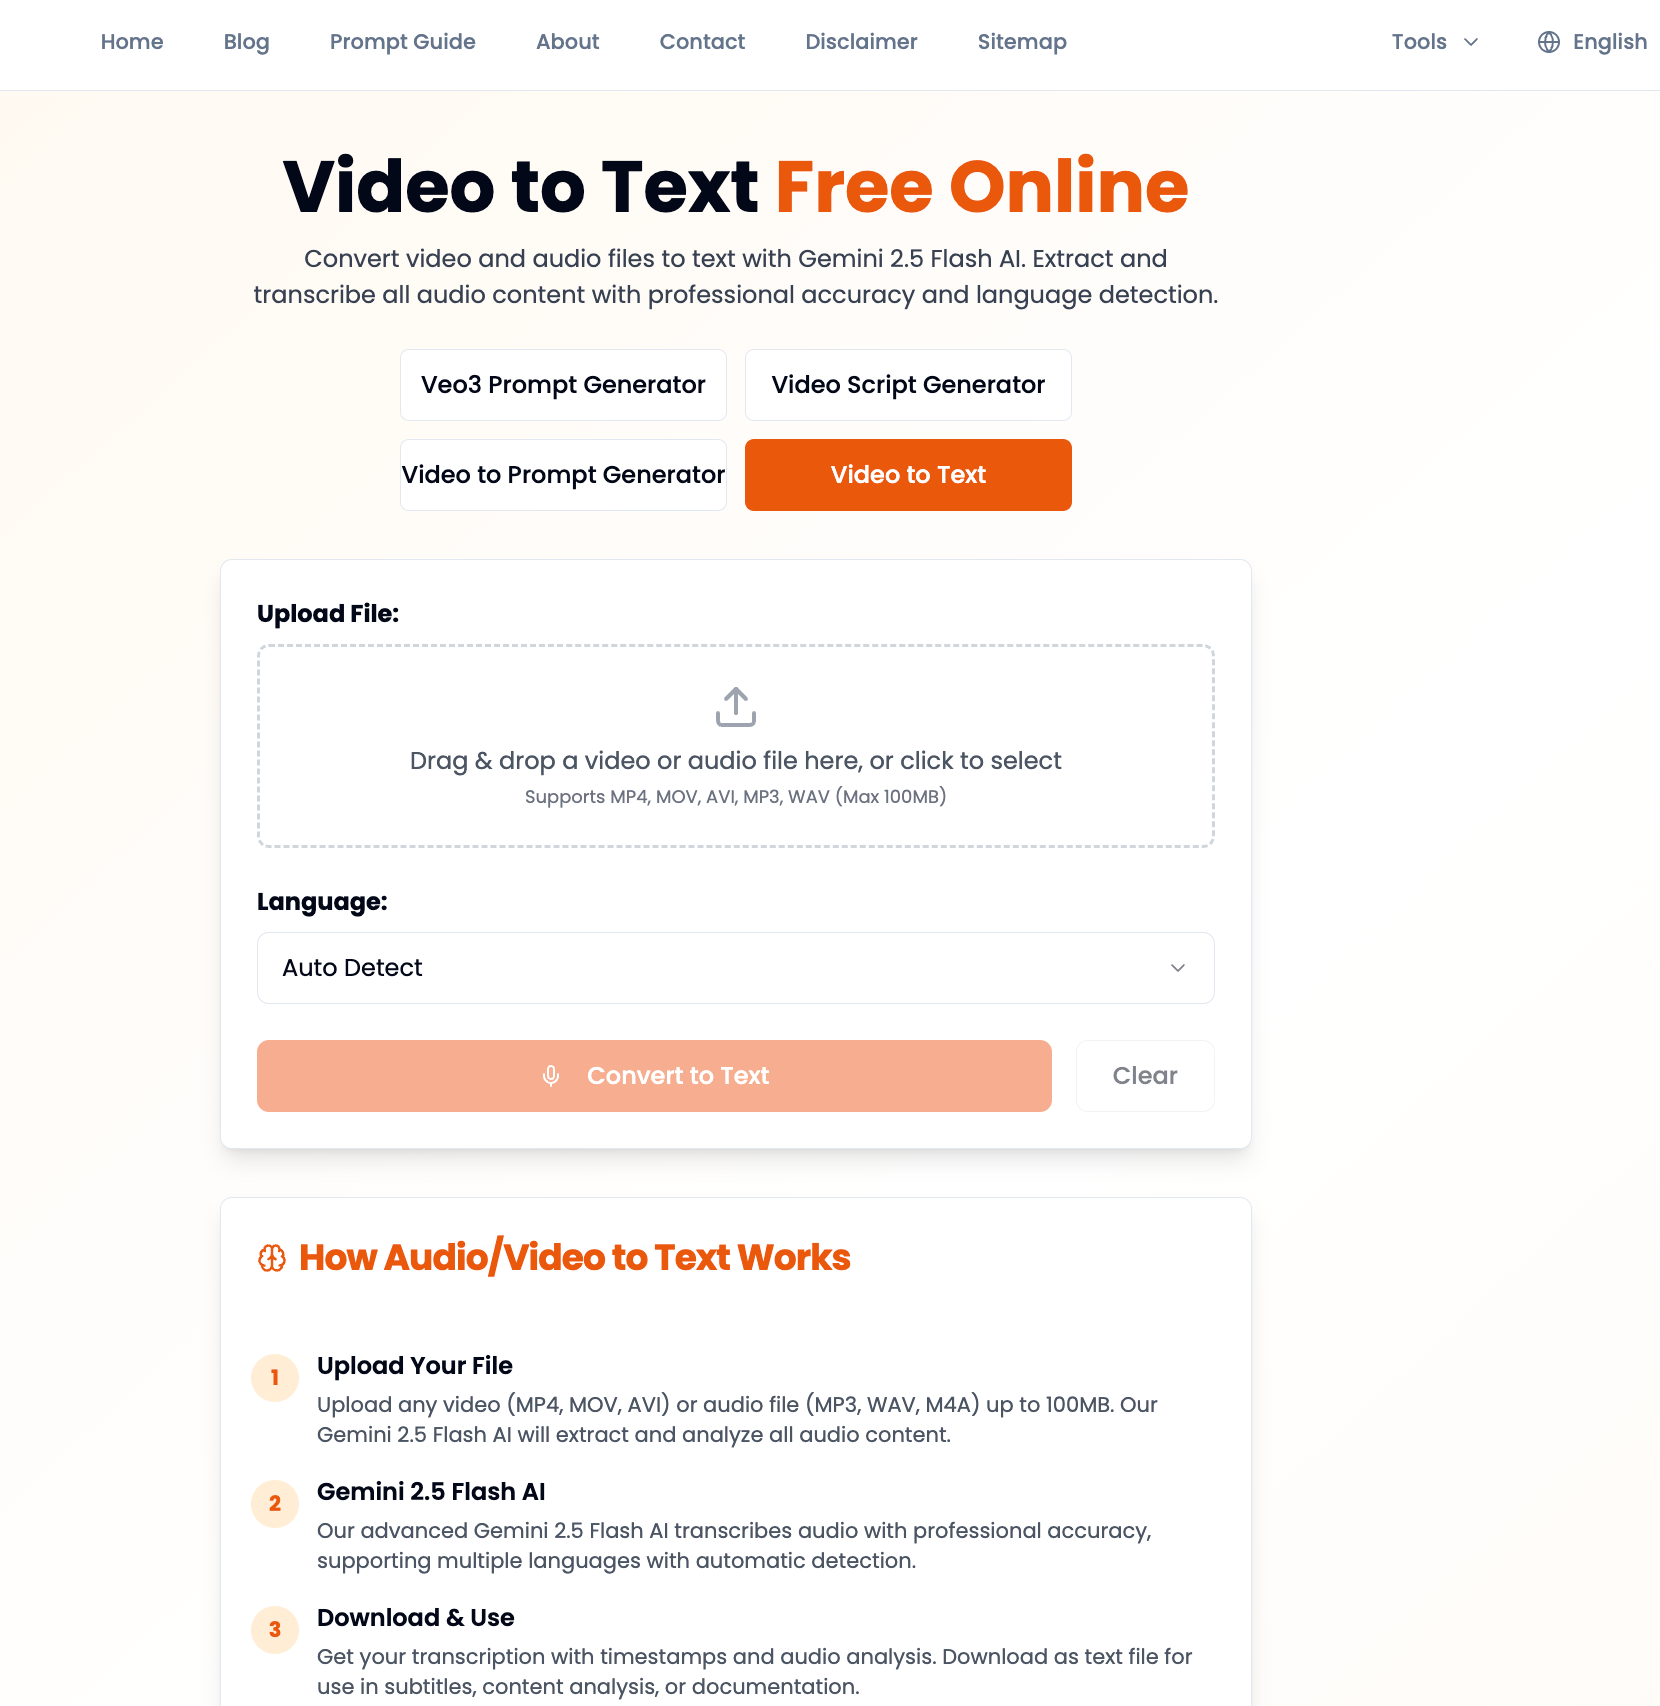 Home Blog Prompt Guide About Contact Disclaimer Sitemap Tools English
Video to Text Free Online
Convert video and audio files to text with Gemini 2.5 Flash AI. Extract and
transcribe all audio content with professional accuracy and language detection.
Veo3 Prompt Generator Video Script Generator
Video to Prompt Generator Video to Text
Upload File:
Drag & drop a video or audio file here, or click to select
Supports MP4, MOV, AVI, MP3, WAV (Max 100MB)
Language:
Auto Detect
Convert to Text Clear
How Audio/Video to Text Works
1 Upload Your File
Upload any video (MP4, MOV, AVI) or audio file (MP3, WAV, M4A) up to 100MB. Our
Gemini 2.5 Flash AI will extract and analyze all audio content.
2 Gemini 2.5 Flash AI
Our advanced Gemini 2.5 Flash AI transcribes audio with professional accuracy,
supporting multiple languages with automatic detection.
3 Download & Use
Get your transcription with timestamps and audio analysis. Download as text file for
use in subtitles, content analysis, or documentation.